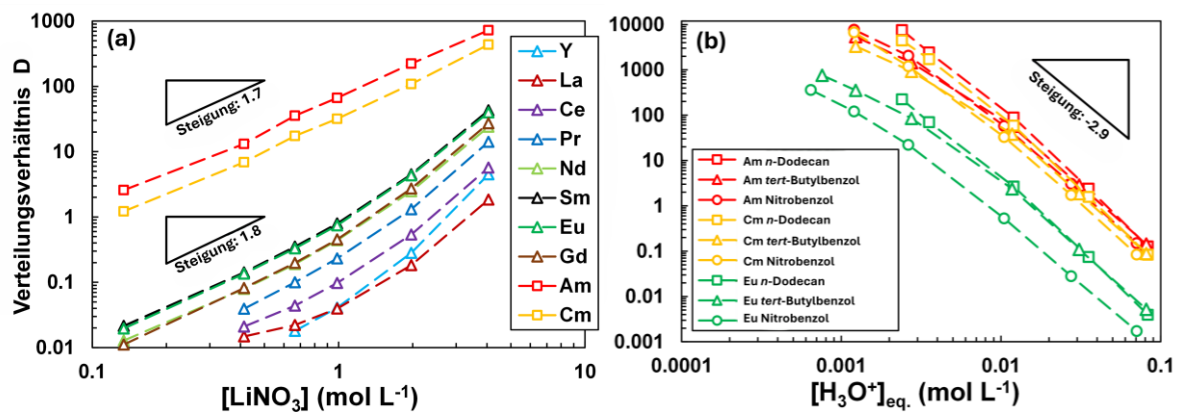 (a)
Verteilungsverhältnis D
1000
100
10
1
0.1
0.01
0.1
1
10
[LiNO₃] (mol L⁻¹)
Steigung: 1.7
Steigung: 1.8
Y
La
Ce
Pr
Nd
Sm
Eu
Gd
Am
Cm
(b)
10000
1000
100
10
1
0.1
0.01
0.001
0.0001
0.001
0.01
0.1
[H₃O⁺]eq. (mol L⁻¹)
Steigung: -2.9
Am n-Dodecan
Am tert-Butylbenzol
Am Nitrobenzol
Cm n-Dodecan
Cm tert-Butylbenzol
Cm Nitrobenzol
Eu n-Dodecan
Eu tert-Butylbenzol
Eu Nitrobenzol